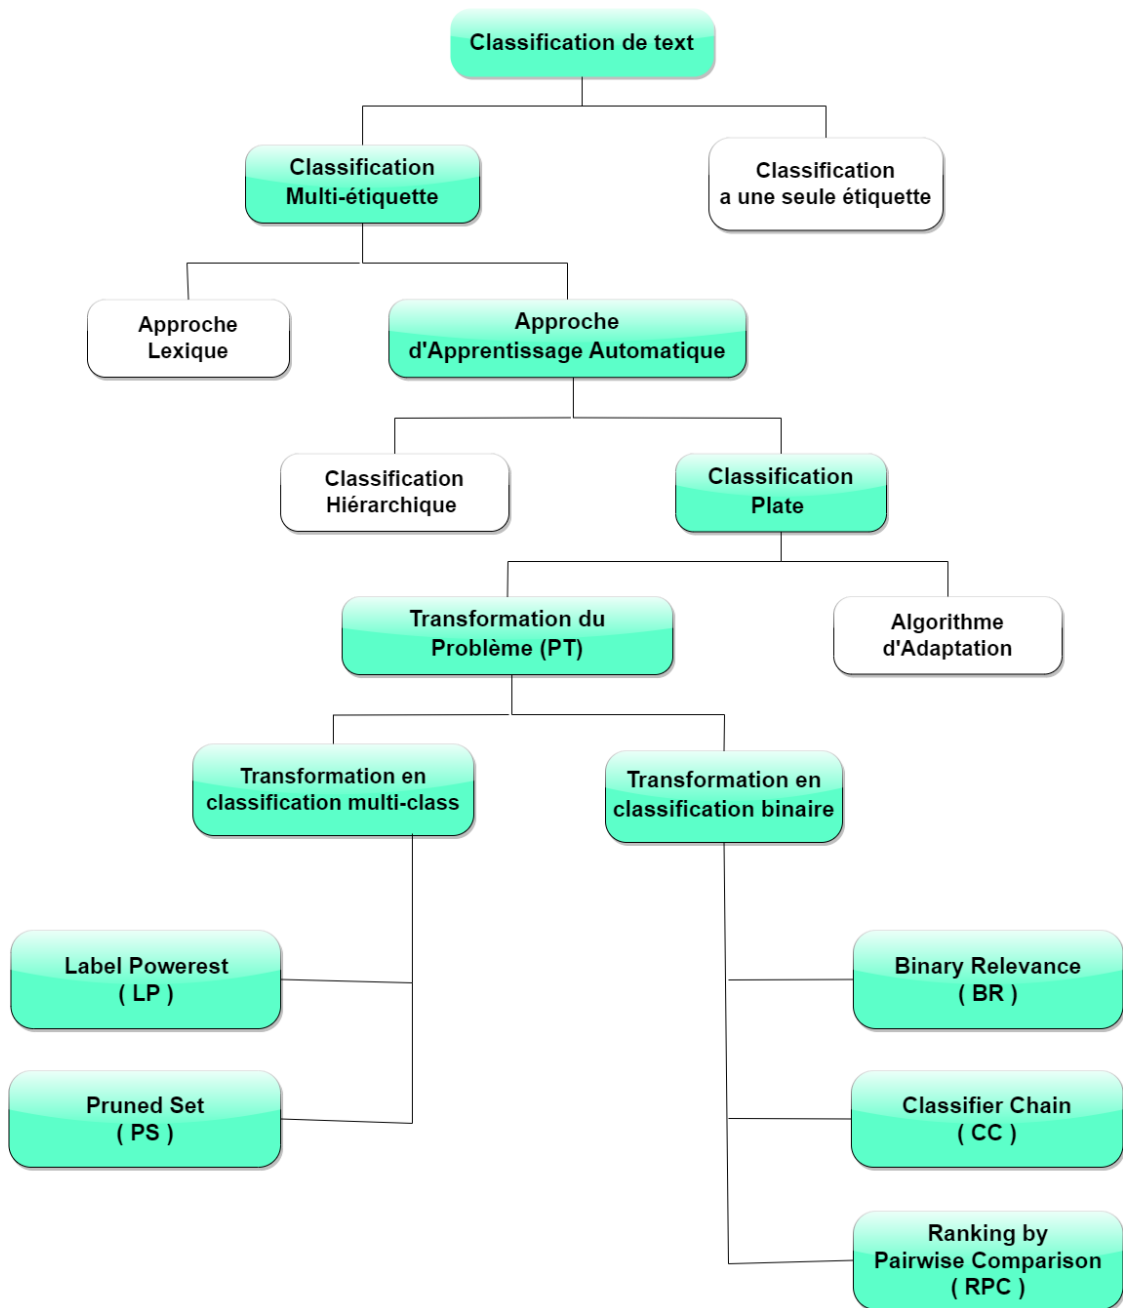 Classification de text
Classification
Multi-étiquette
Classification
a une seule étiquette
Approche
Lexique
Approche
d'Apprentissage Automatique
Classification
Hiérarchique
Classification
Plate
Transformation du
Problème (PT)
Algorithme
d'Adaptation
Transformation en
classification multi-class
Transformation en
classification binaire
Label Powerest
( LP )
Binary Relevance
( BR )
Pruned Set
( PS )
Classifier Chain
( CC )
Ranking by
Pairwise Comparison
( RPC )